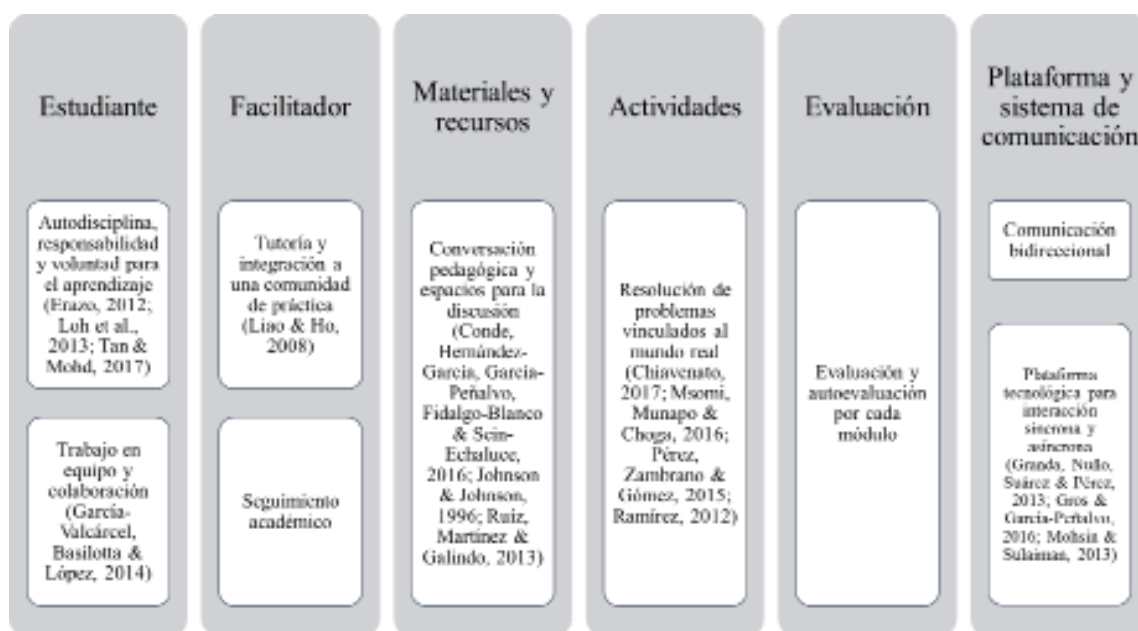 Estudiante
Autodisciplina,
responsabilidad
y voluntad para
el aprendizaje
(Erazo, 2012;
Loh et al.,
2013; Tan &
Mohd, 2017)
Trabajo en
equipo y
colaboración
(García-
Valcárcel,
Basilotta &
López, 2014)
Facilitador
Tutoría y
integración a
una comunidad
de práctica
(Liao & Ho,
2008)
Seguimiento
académico
Materiales y
recursos
Conversación
pedagógica y
espacios para la
discusión
(Conde,
Hernández-
García, García-
Peñalvo,
Fidalgo-Blanco
& Sein-
Echaluce,
2016; Johnson
& Johnson,
1996; Ruiz,
Martínez &
Galindo, 2013)
Actividades
Resolución de
problemas
vinculados al
mundo real
(Chiavenato,
2017; Msomi,
Munapo &
Choga, 2016;
Pérez,
Zambrano &
Gómez, 2015;
Ramírez, 2012)
Evaluación
Evaluación y
autoevaluación
por cada
módulo
Plataforma y
sistema de
comunicación
Comunicación
bidireccional
Plataforma
tecnológica para
interacción
síncrona y
asíncrona
(Granda,
Suárez & Pérez,
2013; Gros &
García-Peñalvo,
2016; Mohsin &
Sulaiman, 2013)